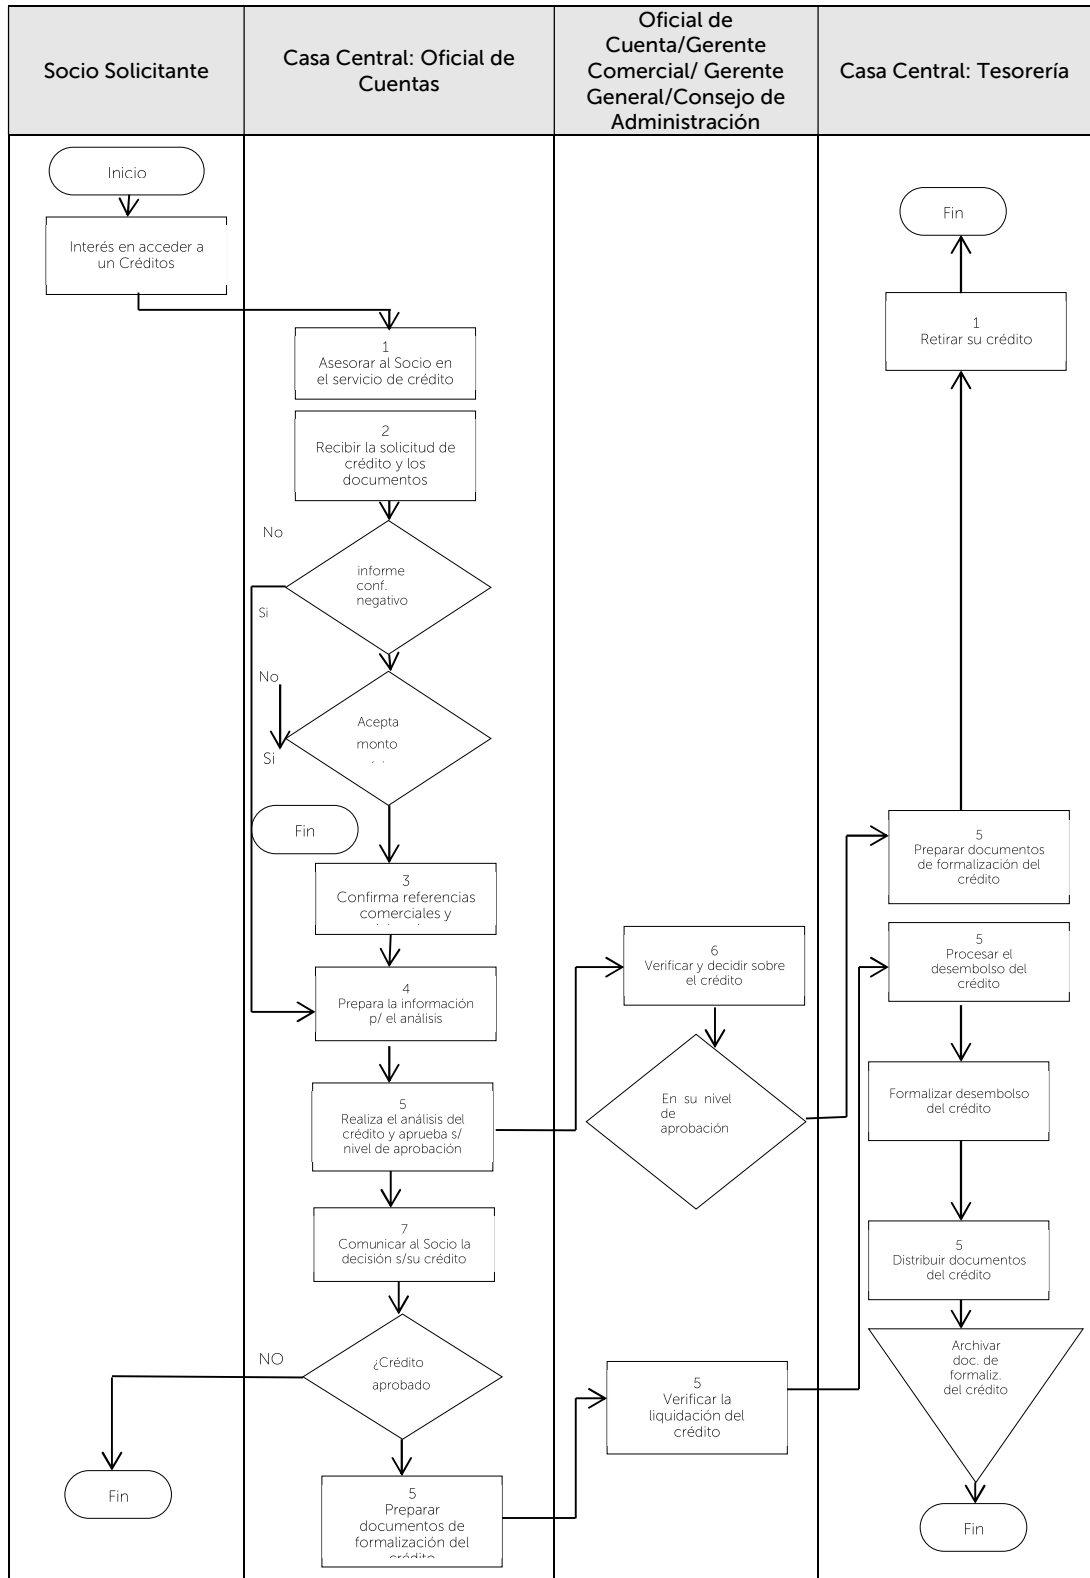 Socio Solicitante
Casa Central: Oficial de
Cuentas
Oficial de
Cuenta/Gerente
Comercial/ Gerente
General/Consejo de
Administración
Casa Central: Tesorería
Inicio
Interés en acceder a
un Créditos
1
Asesorar al Socio en
el servicio de crédito
2
Recibir la solicitud de
crédito y los
documentos
No
informe
conf.
negativo
Si
No
Acepta
monto
Si
Fin
3
Confirma referencias
comerciales y
4
Prepara la información
p/ el análisis
5
Realiza el análisis del
crédito y aprueba s/
nivel de aprobación
7
Comunicar al Socio la
decisión s/su crédito
NO
¿Crédito
aprobado
Fin
5
Preparar
documentos de
formalización del
crédito
6
Verificar y decidir sobre
el crédito
En su nivel
de
aprobación
5
Verificar la
liquidación del
crédito
Fin
1
Retirar su crédito
5
Preparar documentos
de formalización del
crédito
5
Procesar el
desembolso del
crédito
Formalizar desembolso
del crédito
5
Distribuir documentos
del crédito
Archivar
doc. de
formaliz.
del crédito
Fin